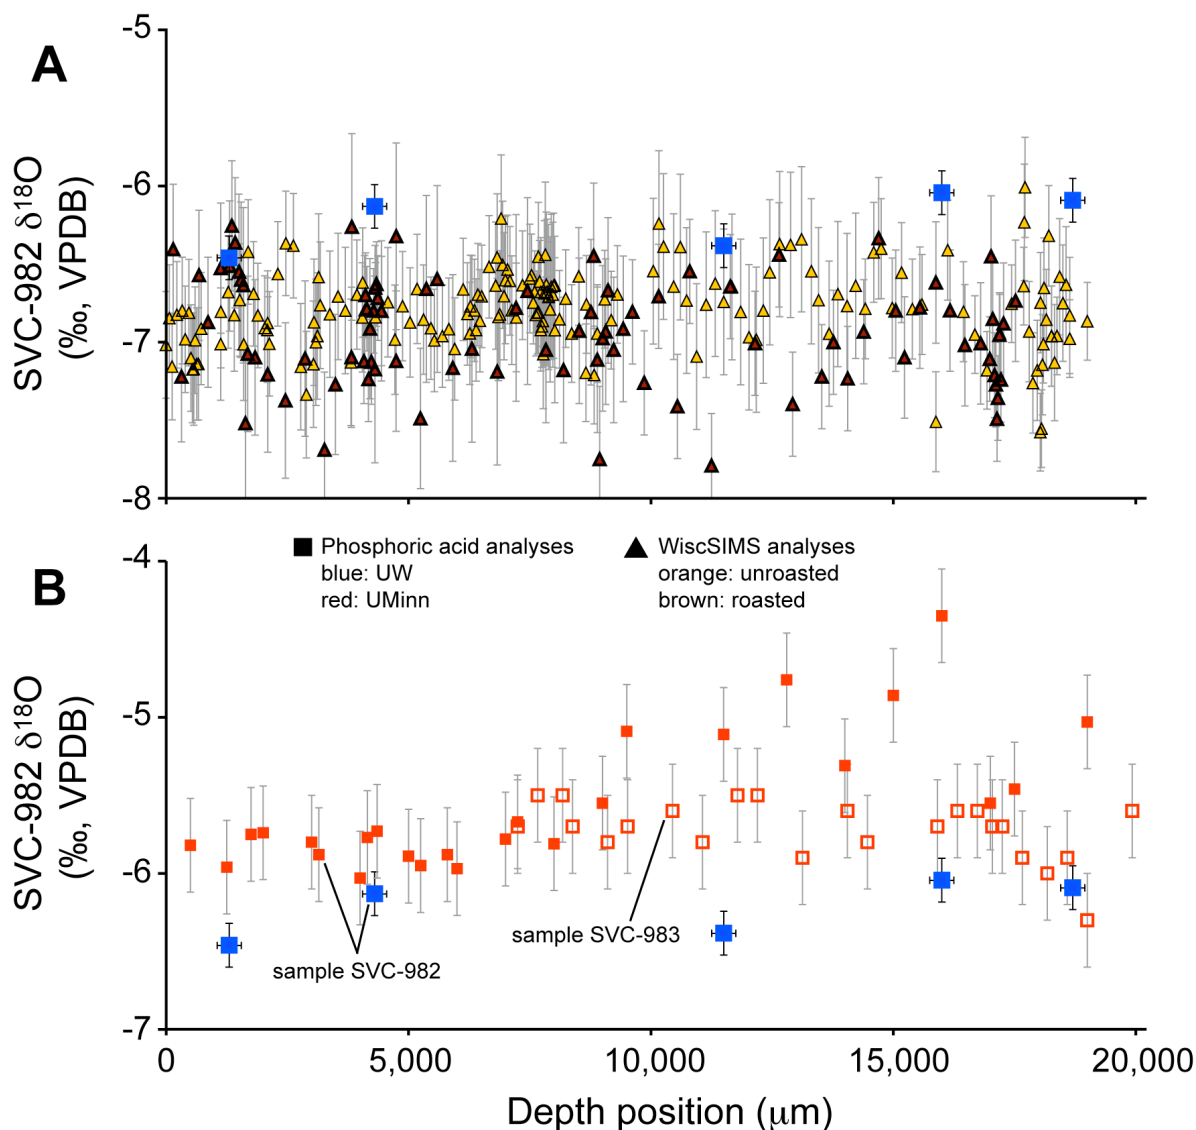 A
-5
-6
-7
-8
SVC-982 δ18O
(‰, VPDB)
Phosphoric acid analyses
blue: UW
red: UMinn
WiscSIMS analyses
orange: unroasted
brown: roasted
B
-4
-5
-6
-7
SVC-982 δ18O
(‰, VPDB)
sample SVC-982
sample SVC-983
0
5,000
10,000
15,000
20,000
Depth position (μm)